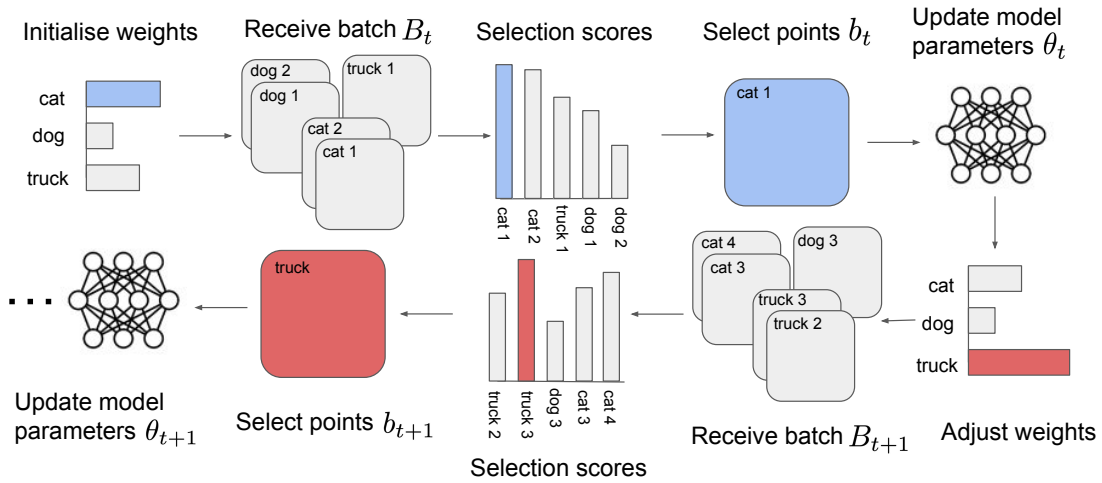 Initialise weights
cat
dog
truck
Receive batch $B_t$
dog 2
truck 1
dog 1
cat 2
cat 1
Selection scores
cat 1
cat 2
truck 1
dog 1
dog 2
Select points $b_t$
cat 1
Update model
parameters $\theta_t$
cat
dog
truck
Adjust weights
cat 4
dog 3
cat 3
truck 3
truck 2
Receive batch $B_{t+1}$
truck 2
truck 3
dog 3
cat 3
cat 4
Selection scores
truck
Select points $b_{t+1}$
Update model
parameters $\theta_{t+1}$
...